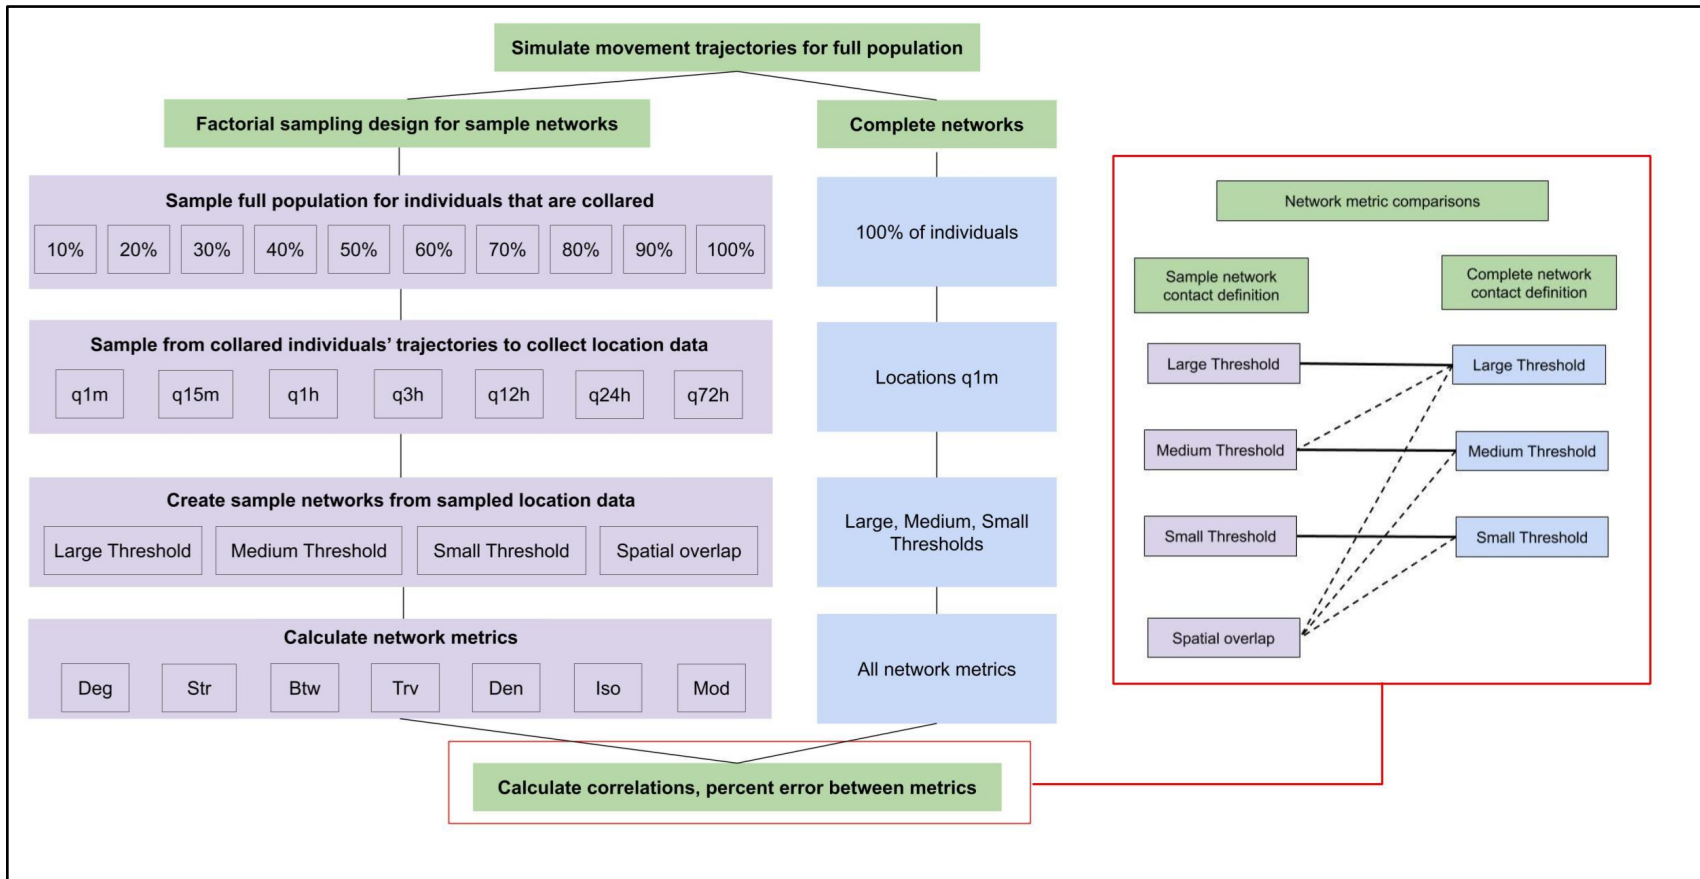 Simulate movement trajectories for full population
Factorial sampling design for sample networks
Complete networks
Sample full population for individuals that are collared
10% 20% 30% 40% 50% 60% 70% 80% 90% 100%
100% of individuals
Sample from collared individuals’ trajectories to collect location data
q1m q15m q1h q3h q12h q24h q72h
Locations q1m
Create sample networks from sampled location data
Large Threshold Medium Threshold Small Threshold Spatial overlap
Large, Medium, Small
Thresholds
Calculate network metrics
Deg Str Btw Trv Den Iso Mod
All network metrics
Calculate correlations, percent error between metrics
Network metric comparisons
Sample network
contact definition
Complete network
contact definition
Large Threshold Large Threshold
Medium Threshold Medium Threshold
Small Threshold Small Threshold
Spatial overlap